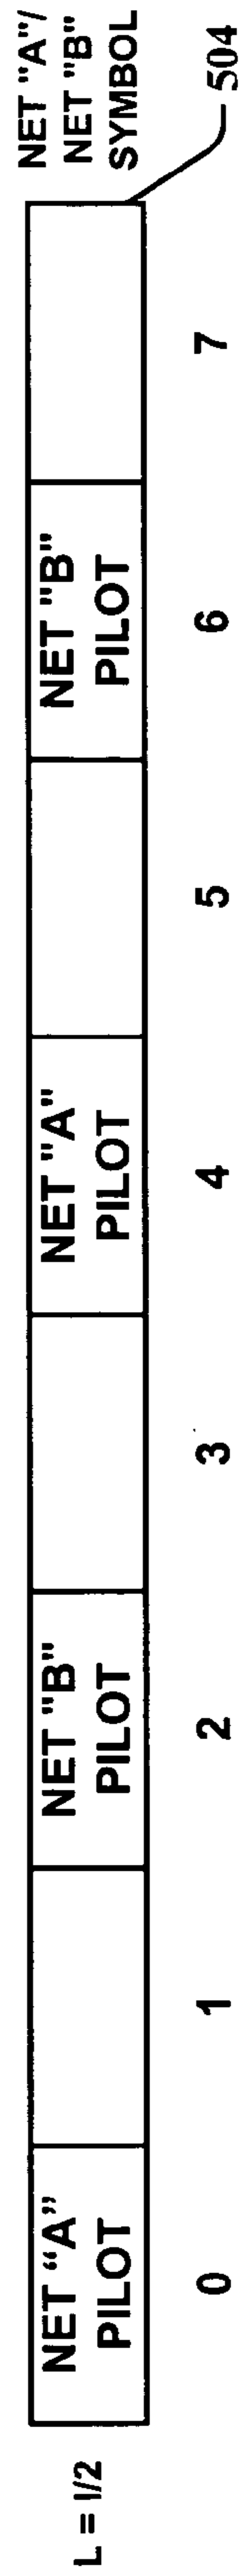 L = I/2
NET “A”
PILOT
NET "B"
PILOT
NET "A"
PILOT
NET "B"
PILOT
NET "A"/
NET "B"
SYMBOL
504
0 1 2 3 4 5 6 7